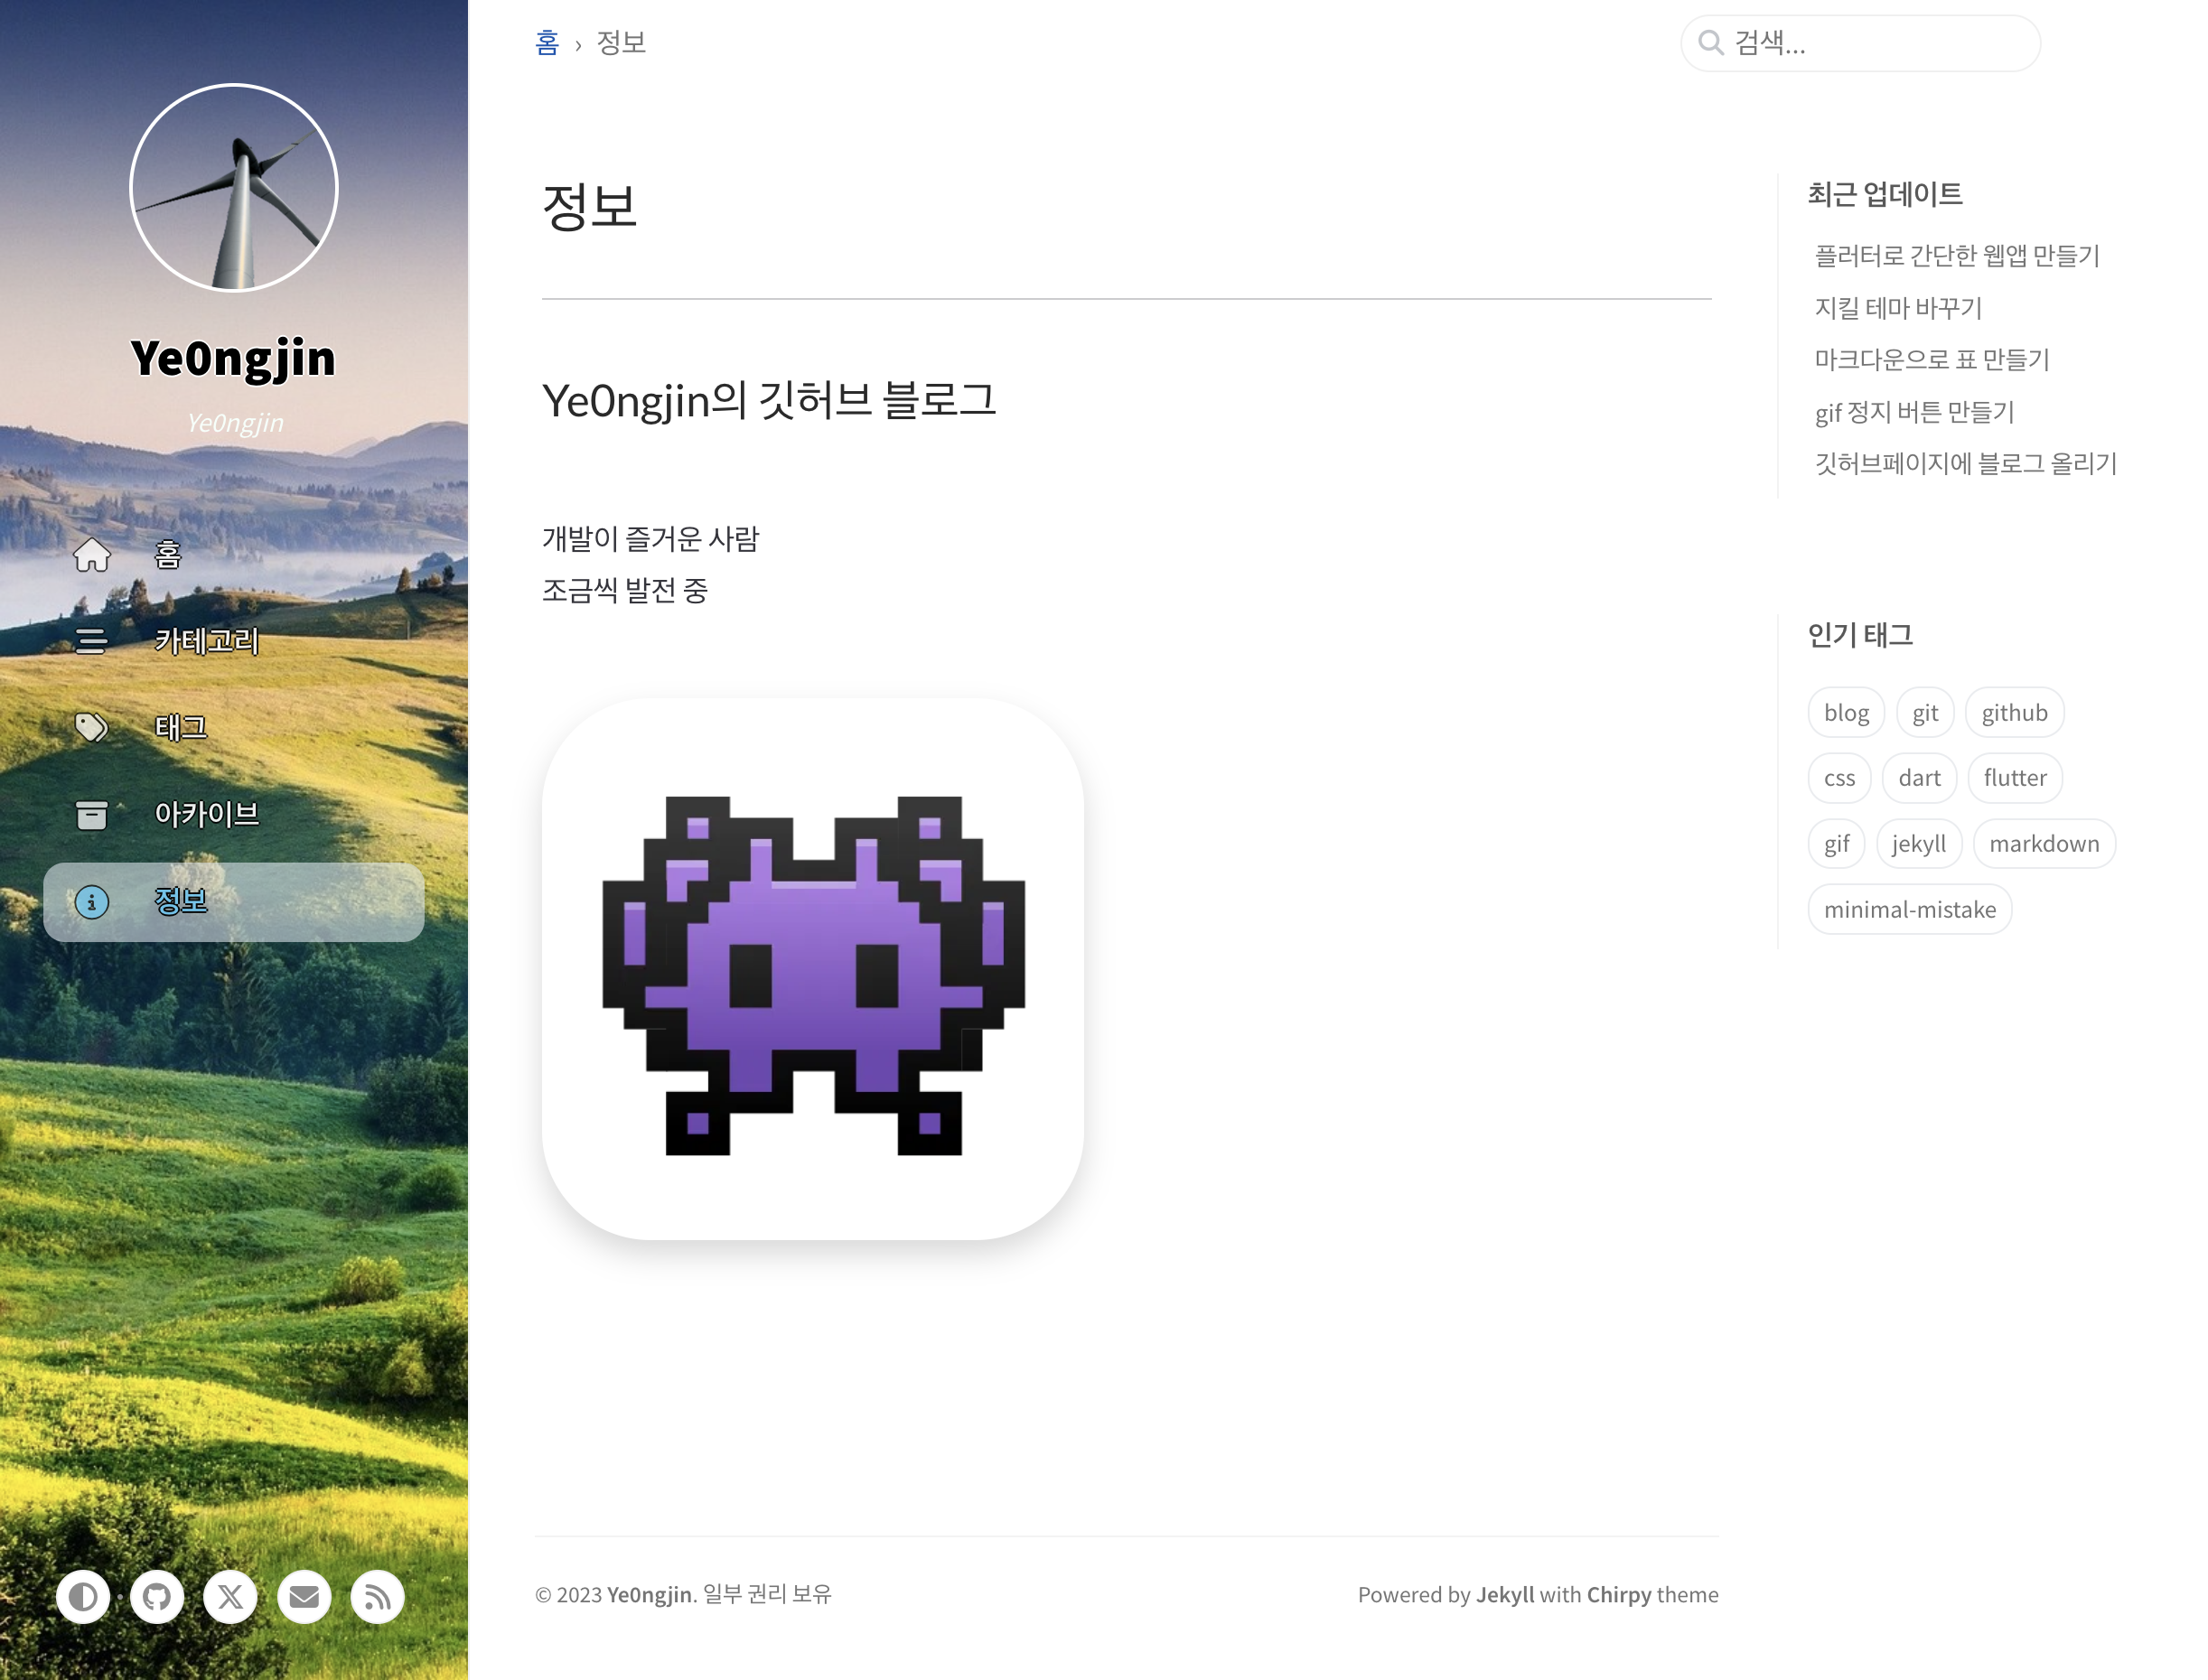 Ye0ngjin
Ye0ngjin
홈
카테고리
태그
아카이브
정보
홈 › 정보
검색...
정보
Ye0ngjin의 깃허브 블로그
개발이 즐거운 사람
조금씩 발전 중
최근 업데이트
플러터로 간단한 웹앱 만들기
지킬 테마 바꾸기
마크다운으로 표 만들기
gif 정지 버튼 만들기
깃허브페이지에 블로그 올리기
인기 태그
blog git github
css dart flutter
gif jekyll markdown
minimal-mistake
© 2023 Ye0ngjin. 일부 권리 보유
Powered by Jekyll with Chirpy theme